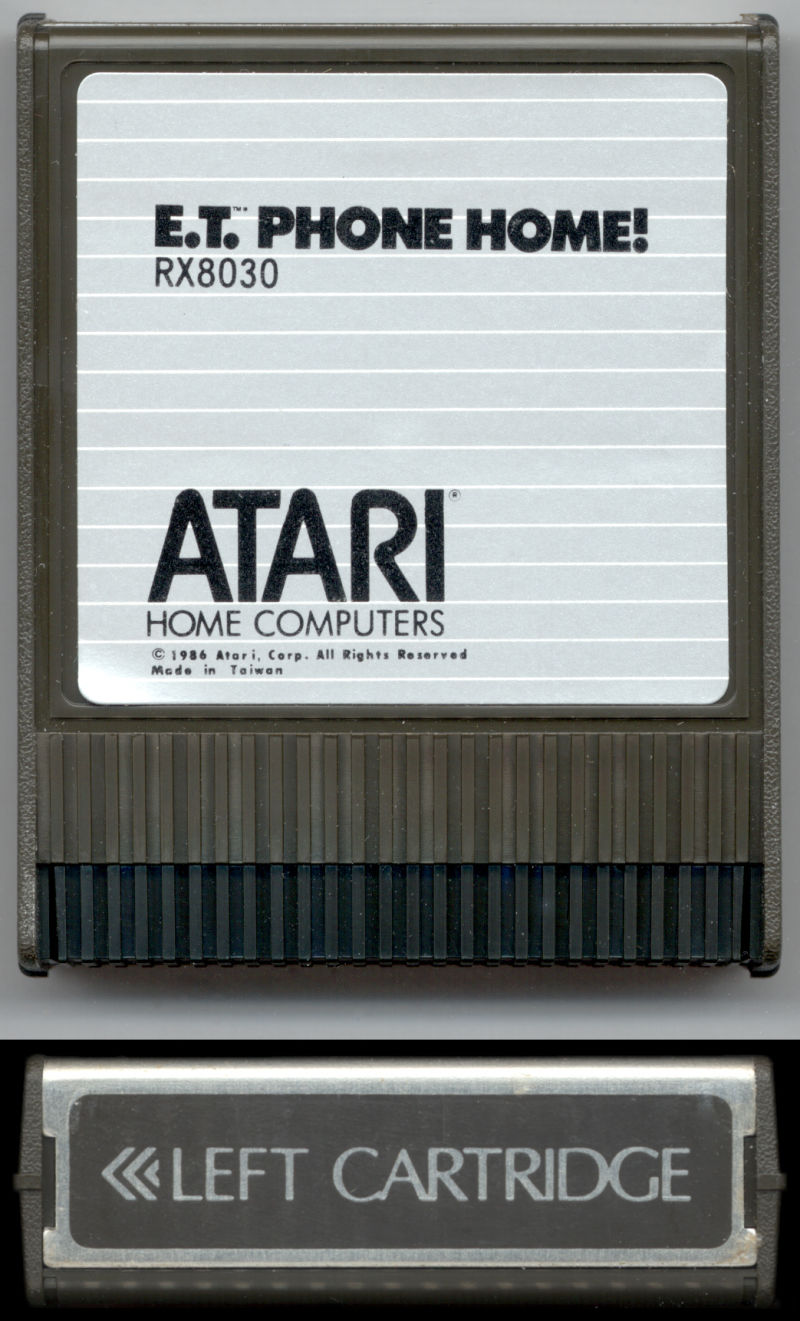 E.T.™ PHONE HOME!
RX8030
ATARI®
HOME COMPUTERS
© 1986 Atari, Corp. All Rights Reserved
Made in Taiwan
LEFT CARTRIDGE